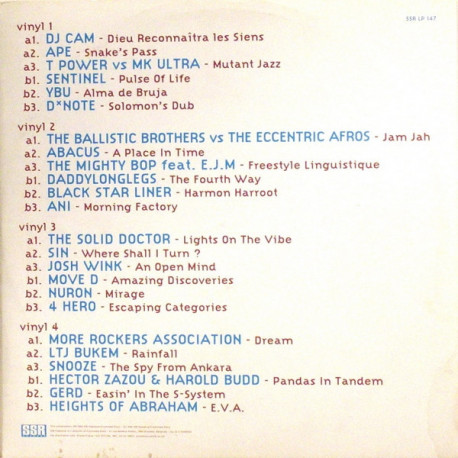 SSR LP 147
vinyl 1
a1. DJ CAM - Dieu Reconnaîtra les Siens
a2. APE - Snake's Pass
a3. T POWER vs MK ULTRA - Mutant Jazz
b1. SENTINEL - Pulse Of Life
b2. YBU - Alma de Bruja
b3. D*NOTE - Solomon's Dub
vinyl 2
a1. THE BALLISTIC BROTHERS vs THE ECCENTRIC AFROS - Jam Jah
a2. ABACUS - A Place In Time
a3. THE MIGHTY BOP feat. E.J.M - Freestyle Linguistique
b1. DADDYLONGLEGS - The Fourth Way
b2. BLACK STAR LINER - Harmon Harroot
b3. ANI - Morning Factory
vinyl 3
a1. THE SOLID DOCTOR - Lights On The Vibe
a2. SIN - Where Shall I Turn ?
a3. JOSH WINK - An Open Mind
b1. MOVE D - Amazing Discoveries
b2. NURON - Mirage
b3. 4 HERO - Escaping Categories
vinyl 4
a1. MORE ROCKERS ASSOCIATION - Dream
a2. LTJ BUKEM - Rainfall
a3. SNOOZE - The Spy From Ankara
b1. HECTOR ZAZOU & HAROLD BUDD - Pandas In Tandem
b2. GERD - Easin' In The S-System
b3. HEIGHTS OF ABRAHAM - E.V.A.
SSR